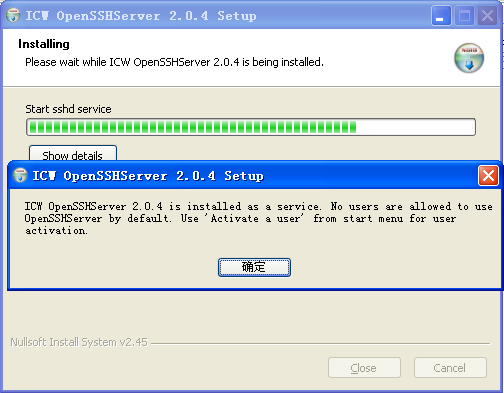 ICW OpenSSHServer 2.0.4 Setup
Installing
Please wait while ICW OpenSSHServer 2.0.4 is being installed.
Start sshd service
Show details
ICW OpenSSHServer 2.0.4 Setup
ICW OpenSSHServer 2.0.4 is installed as a service. No users are allowed to use
OpenSSHServer by default. Use 'Activate a user' from start menu for user
activation.
确定
Nullsoft Install System v2.45
Close
Cancel